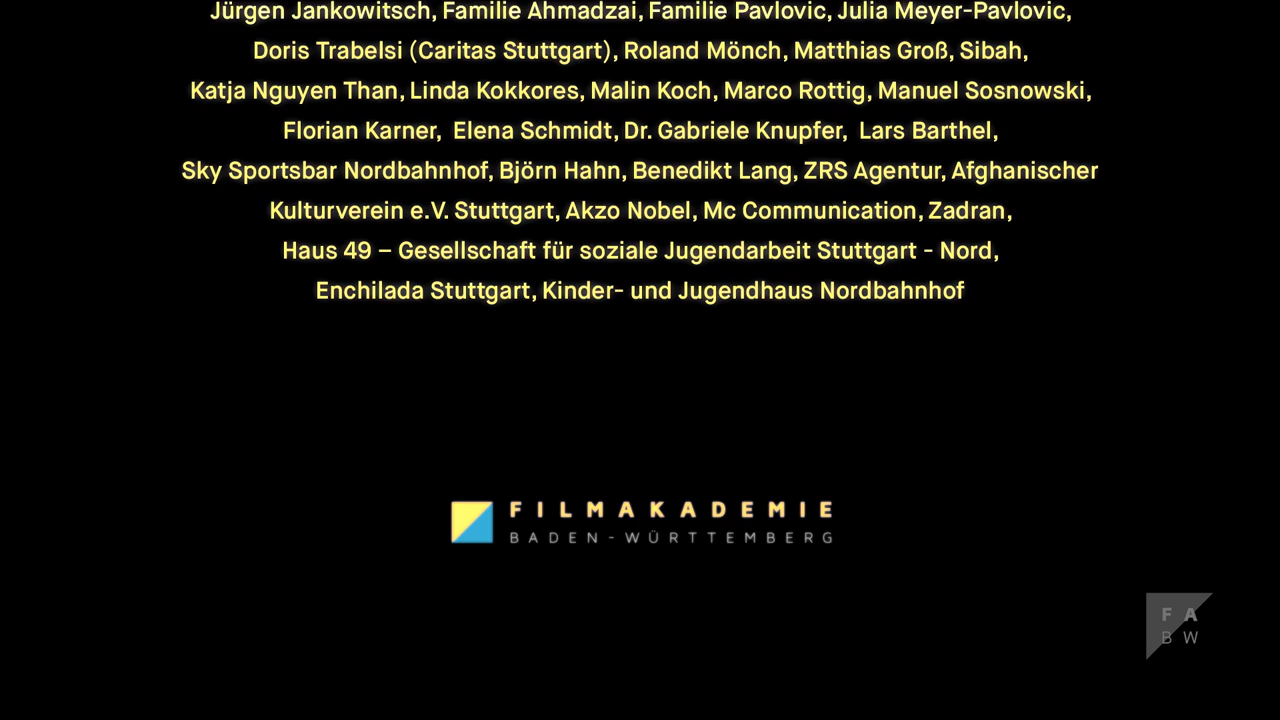 Jürgen Jankowitsch, Familie Ahmadzai, Familie Pavlovic, Julia Meyer-Pavlovic,
Doris Trabelsi (Caritas Stuttgart), Roland Mönch, Matthias Groß, Sibah,
Katja Nguyen Than, Linda Kokkores, Malin Koch, Marco Rottig, Manuel Sosnowski,
Florian Karner, Elena Schmidt, Dr. Gabriele Knupfer, Lars Barthel,
Sky Sportsbar Nordbahnhof, Björn Hahn, Benedikt Lang, ZRS Agentur, Afghanischer
Kulturverein e.V. Stuttgart, Akzo Nobel, Mc Communication, Zadran,
Haus 49 – Gesellschaft für soziale Jugendarbeit Stuttgart - Nord,
Enchilada Stuttgart, Kinder- und Jugendhaus Nordbahnhof
FILMAKADEMIE
BADEN-WÜRTTEMBERG
FA
BW